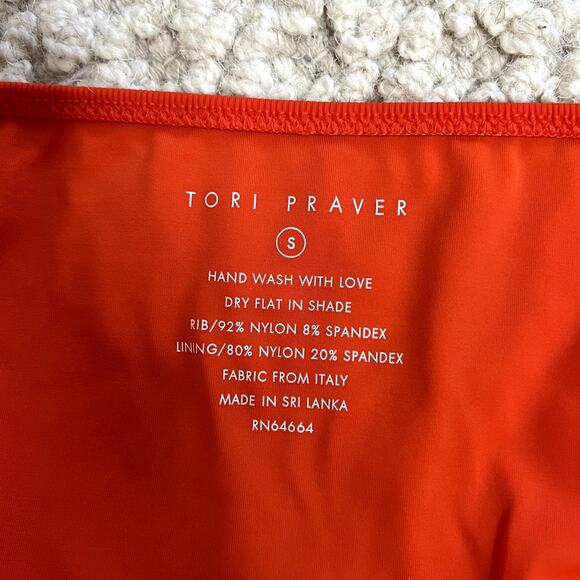 TORI PRAVER
S
HAND WASH WITH LOVE
DRY FLAT IN SHADE
RIB/92% NYLON 8% SPANDEX
LINING/80% NYLON 20% SPANDEX
FABRIC FROM ITALY
MADE IN SRI LANKA
RN64664